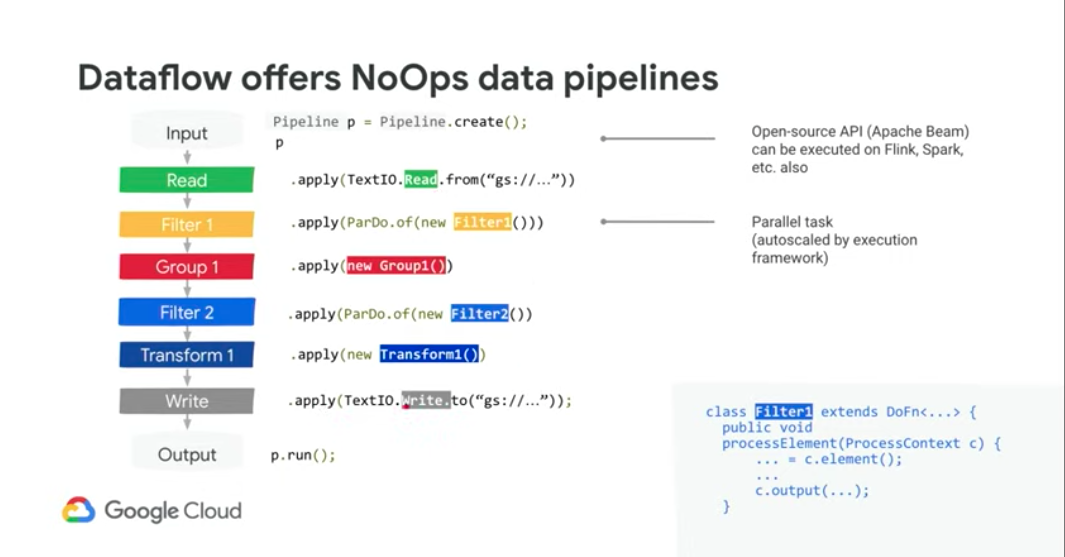 Dataflow offers NoOps data pipelines
Input
Pipeline p = Pipeline.create();
p
Open-source API (Apache Beam)
can be executed on Flink, Spark,
etc. also
Read
.apply(TextIO.Read.from(“gs://…”))
Filter 1
.apply(ParDo.of(new Filter1()))
Parallel task
(autoscaled by execution
framework)
Group 1
.apply(new Group1())
Filter 2
.apply(ParDo.of(new Filter2())
Transform 1
.apply(new Transform1())
Write
.apply(TextIO.Write.to(“gs://…”));
Output
p.run();
class Filter1 extends DoFn<...> {
public void
processElement(ProcessContext c) {
... = c.element();
...
c.output(...);
}
Google Cloud